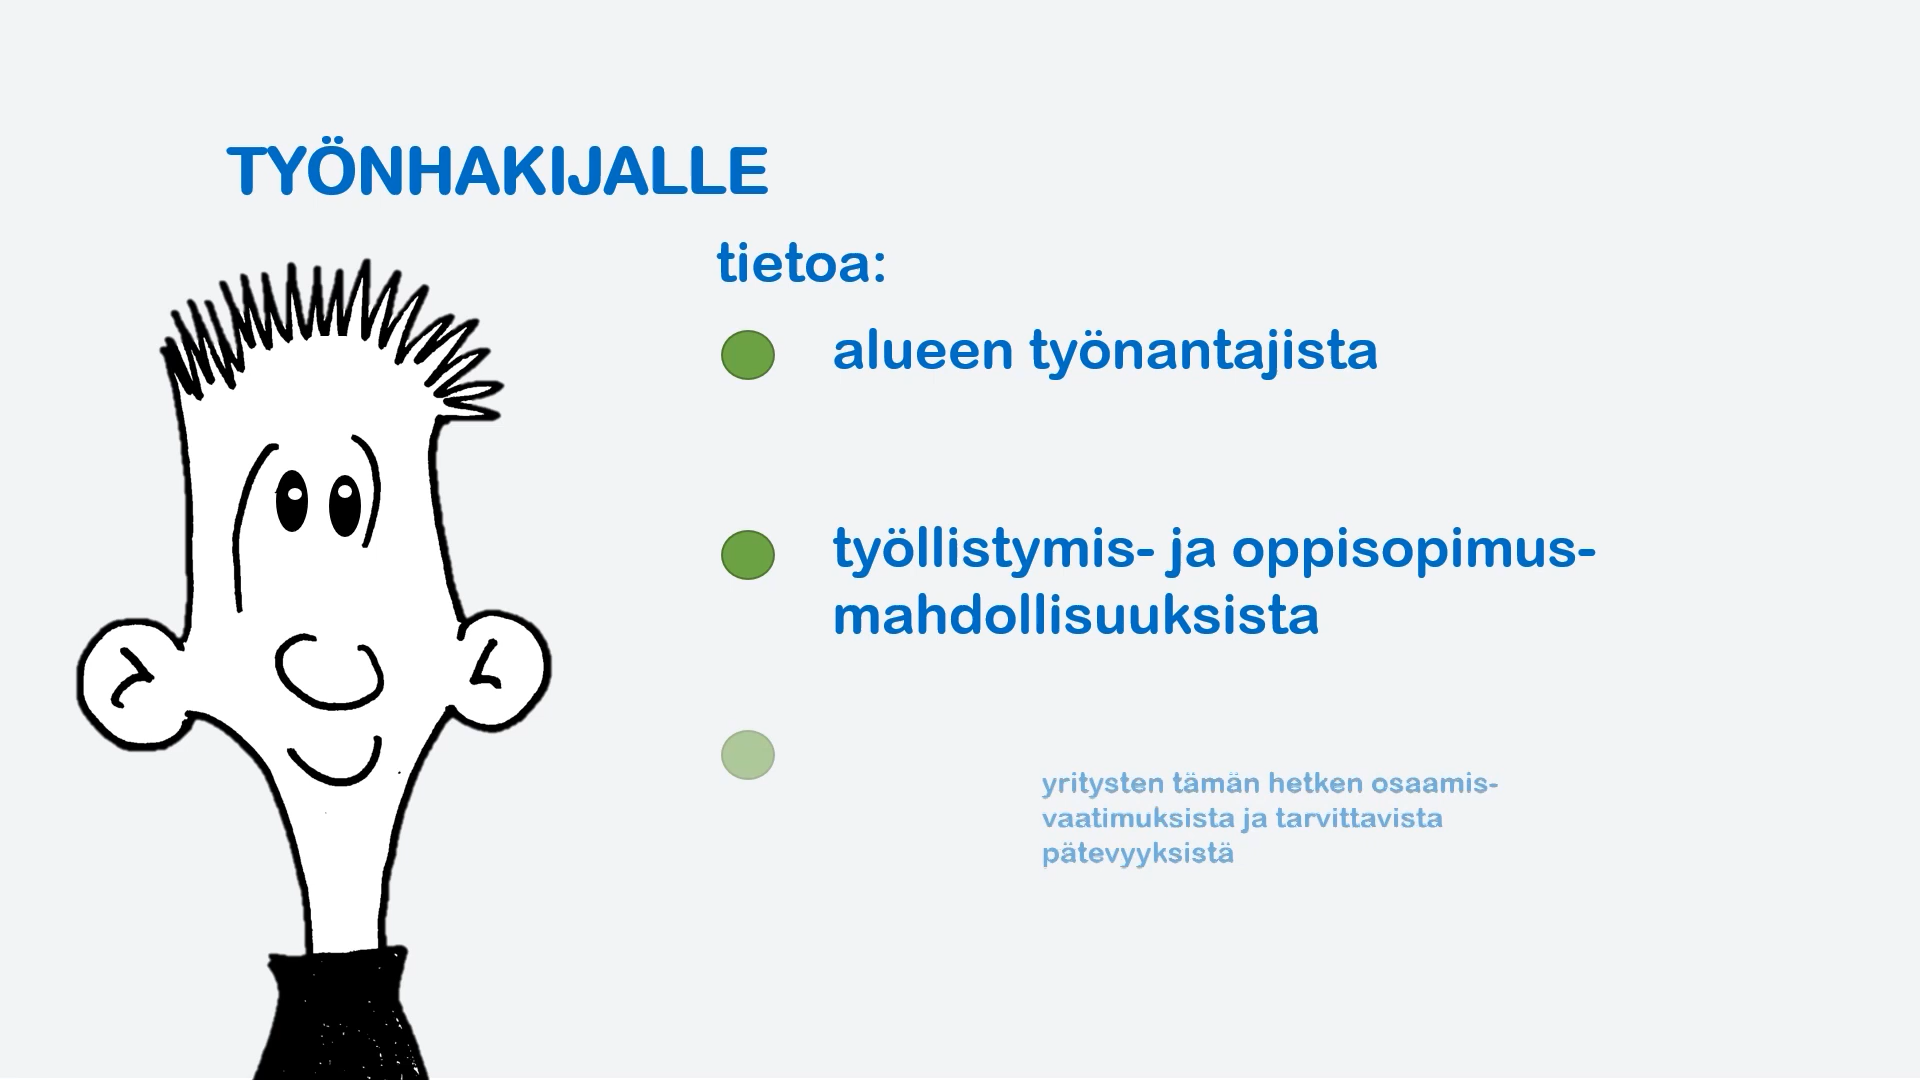 TYÖNHAKIJALLE
tietoa:
alueen työnantajista
työllistymis- ja oppisopimus-
mahdollisuuksista
yritysten tämän hetken osaamis-
vaatimuksista ja tarvittavista
pätevyyksistä